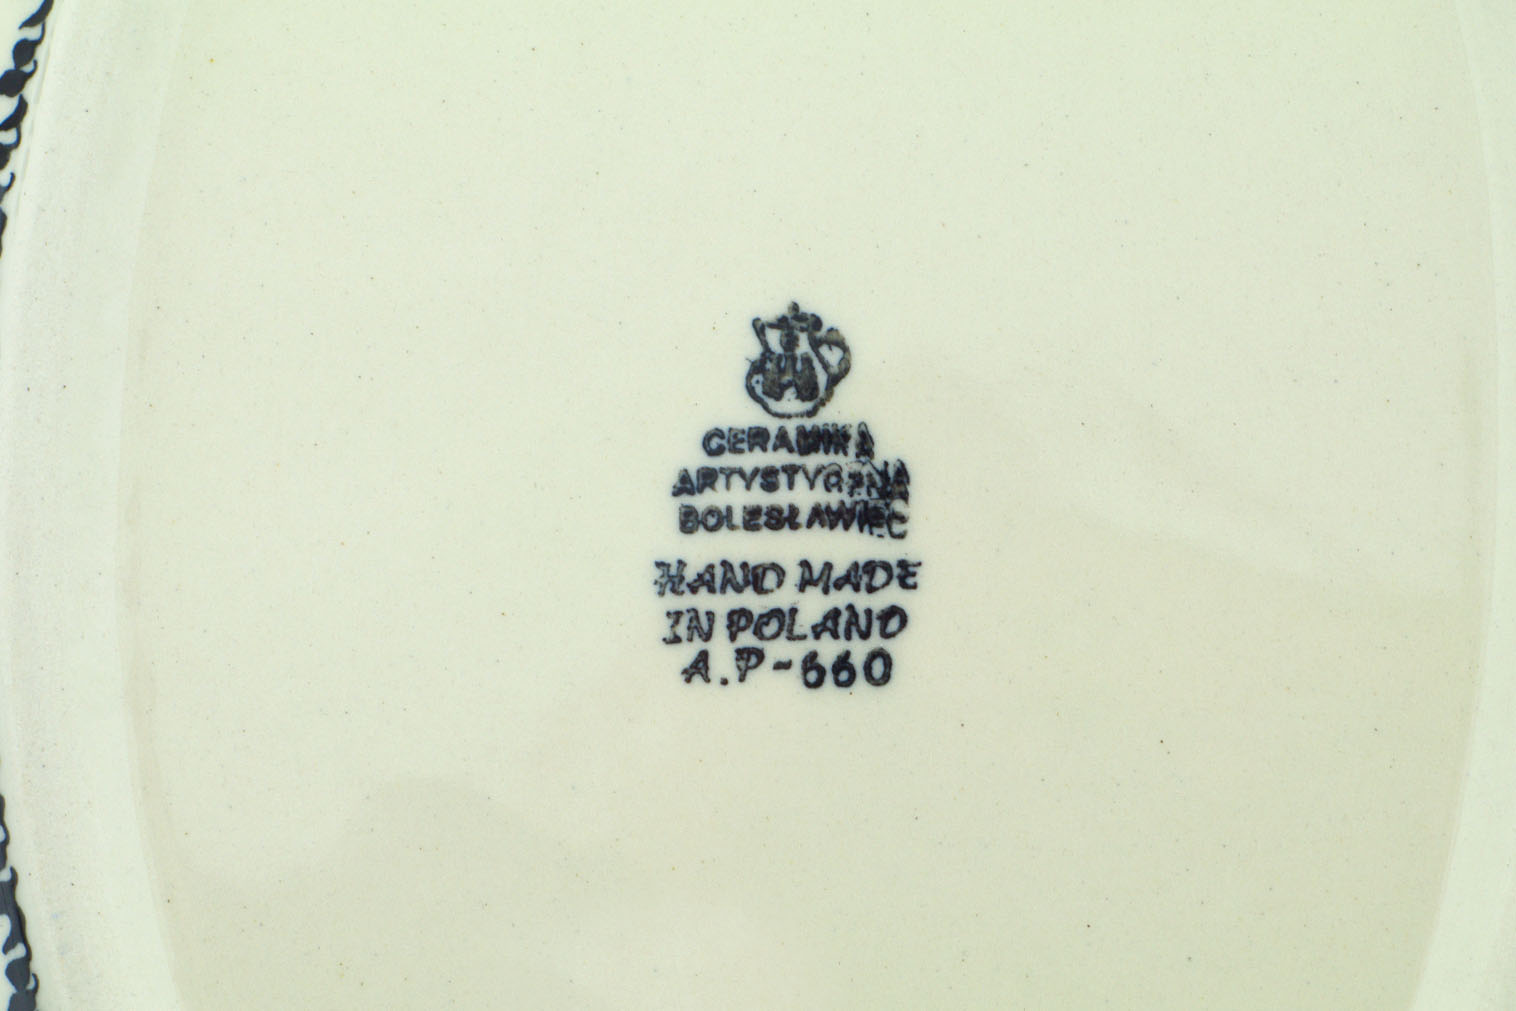 CERAMIKA
ARTYSTYCZNA
BOLESŁAWIEC
HAND MADE
IN POLAND
A.P-660